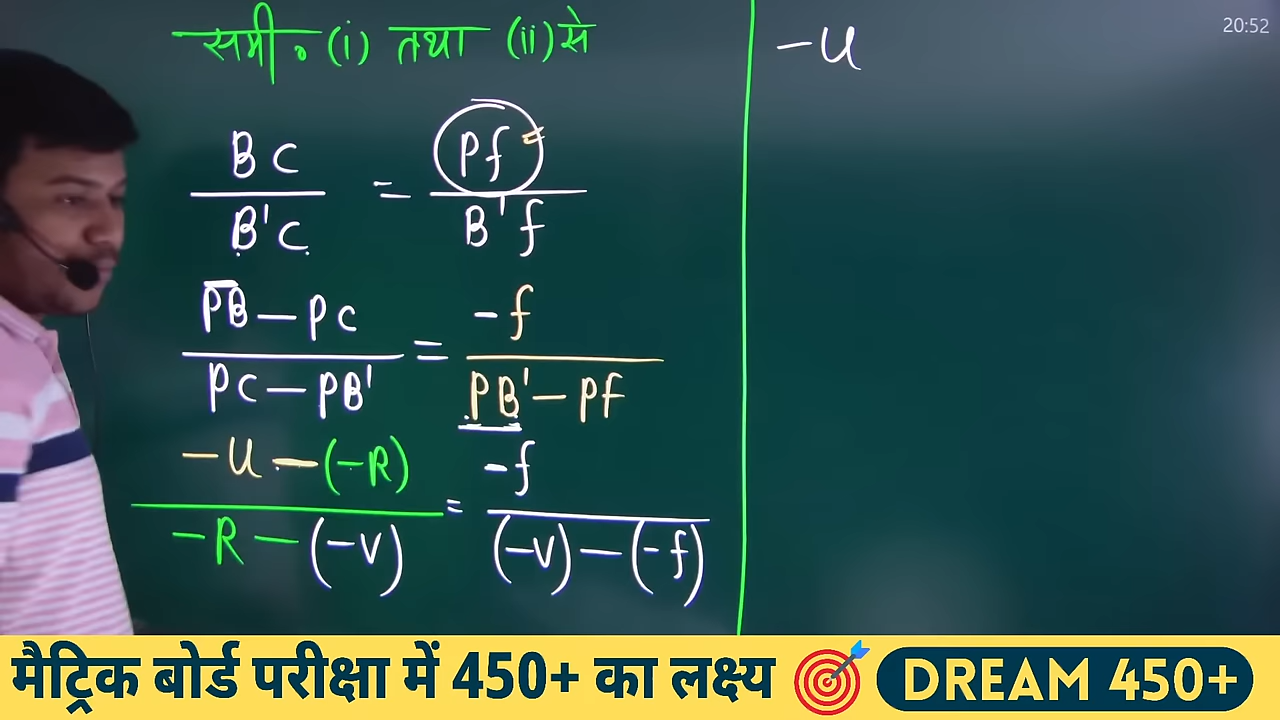 समी. (i) तथा (ii) से
BC / B'C = Pf / B'f
PB — PC / PC — PB' = -f / PB' — PF
-u — (-R) / -R — (-v) = -f / (-v) — (-f)
-u
20:52
मैट्रिक बोर्ड परीक्षा में 450+ का लक्ष्य
DREAM 450+